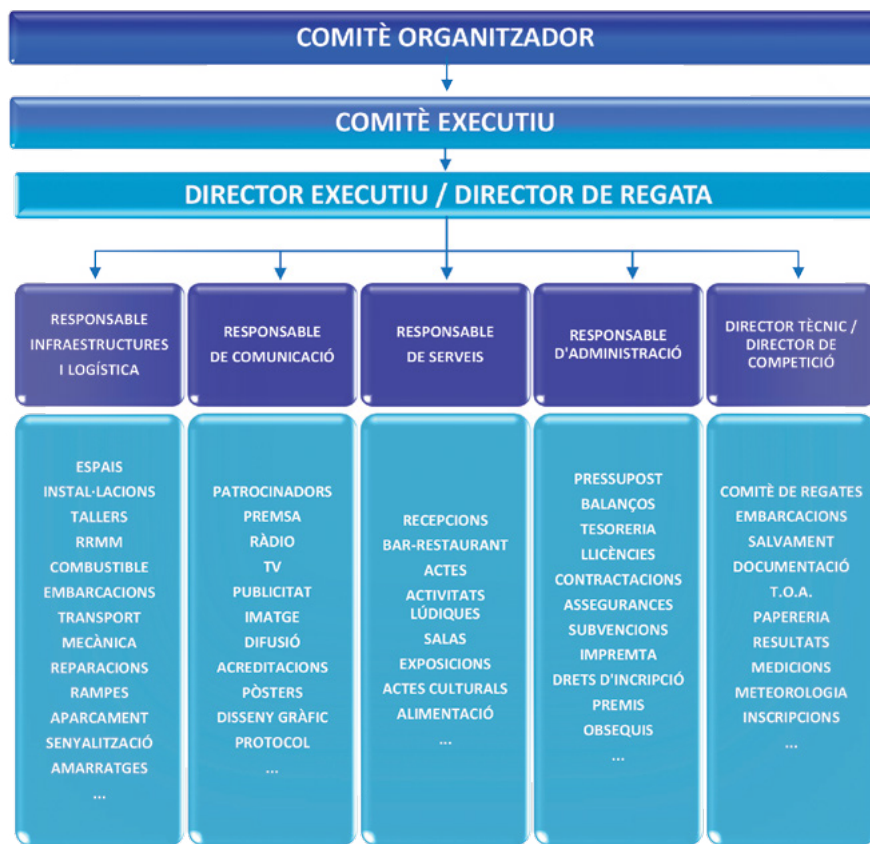 COMITÈ ORGANITZADOR
COMITÈ EXECUTIU
DIRECTOR EXECUTIU / DIRECTOR DE REGATA
RESPONSABLE
INFRAESTRUCTURES
I LOGÍSTICA
RESPONSABLE
DE COMUNICACIÓ
RESPONSABLE
DE SERVEIS
RESPONSABLE
D'ADMINISTRACIÓ
DIRECTOR TÈCNIC /
DIRECTOR DE
COMPETICIÓ
ESPAIS
INSTAL·LACIONS
TALLERS
RRMM
COMBUSTIBLE
EMBARCACIONS
TRANSPORT
MECÀNICA
REPARACIONS
RAMPES
APARCAMENT
SENYALITZACIÓ
AMARRATGES
...
PATROCINADORS
PREMSA
RÀDIO
TV
PUBLICITAT
IMATGE
DIFUSIÓ
ACREDITACIONS
PÒSTERS
DISSENY GRÀFIC
PROTOCOL
...
RECEPCIONS
BAR-RESTAURANT
ACTES
ACTIVITATS
LÚDIQUES
SALAS
EXPOSICIONS
ACTES CULTURALS
ALIMENTACIÓ
...
PRESSUPOST
BALANÇOS
TESORERIA
LLICÈNCIES
CONTRACTACIONS
ASSEGURANCES
SUBVENCIONS
IMPREMTA
DRETS D'INCRIPCIÓ
PREMIS
OBSEQUIS
...
COMITÈ DE REGATES
EMBARCACIONS
SALVAMENT
DOCUMENTACIÓ
T.O.A.
PAPERERIA
RESULTATS
MEDICIONS
METEOROLOGIA
INSCRIPCIONS
...